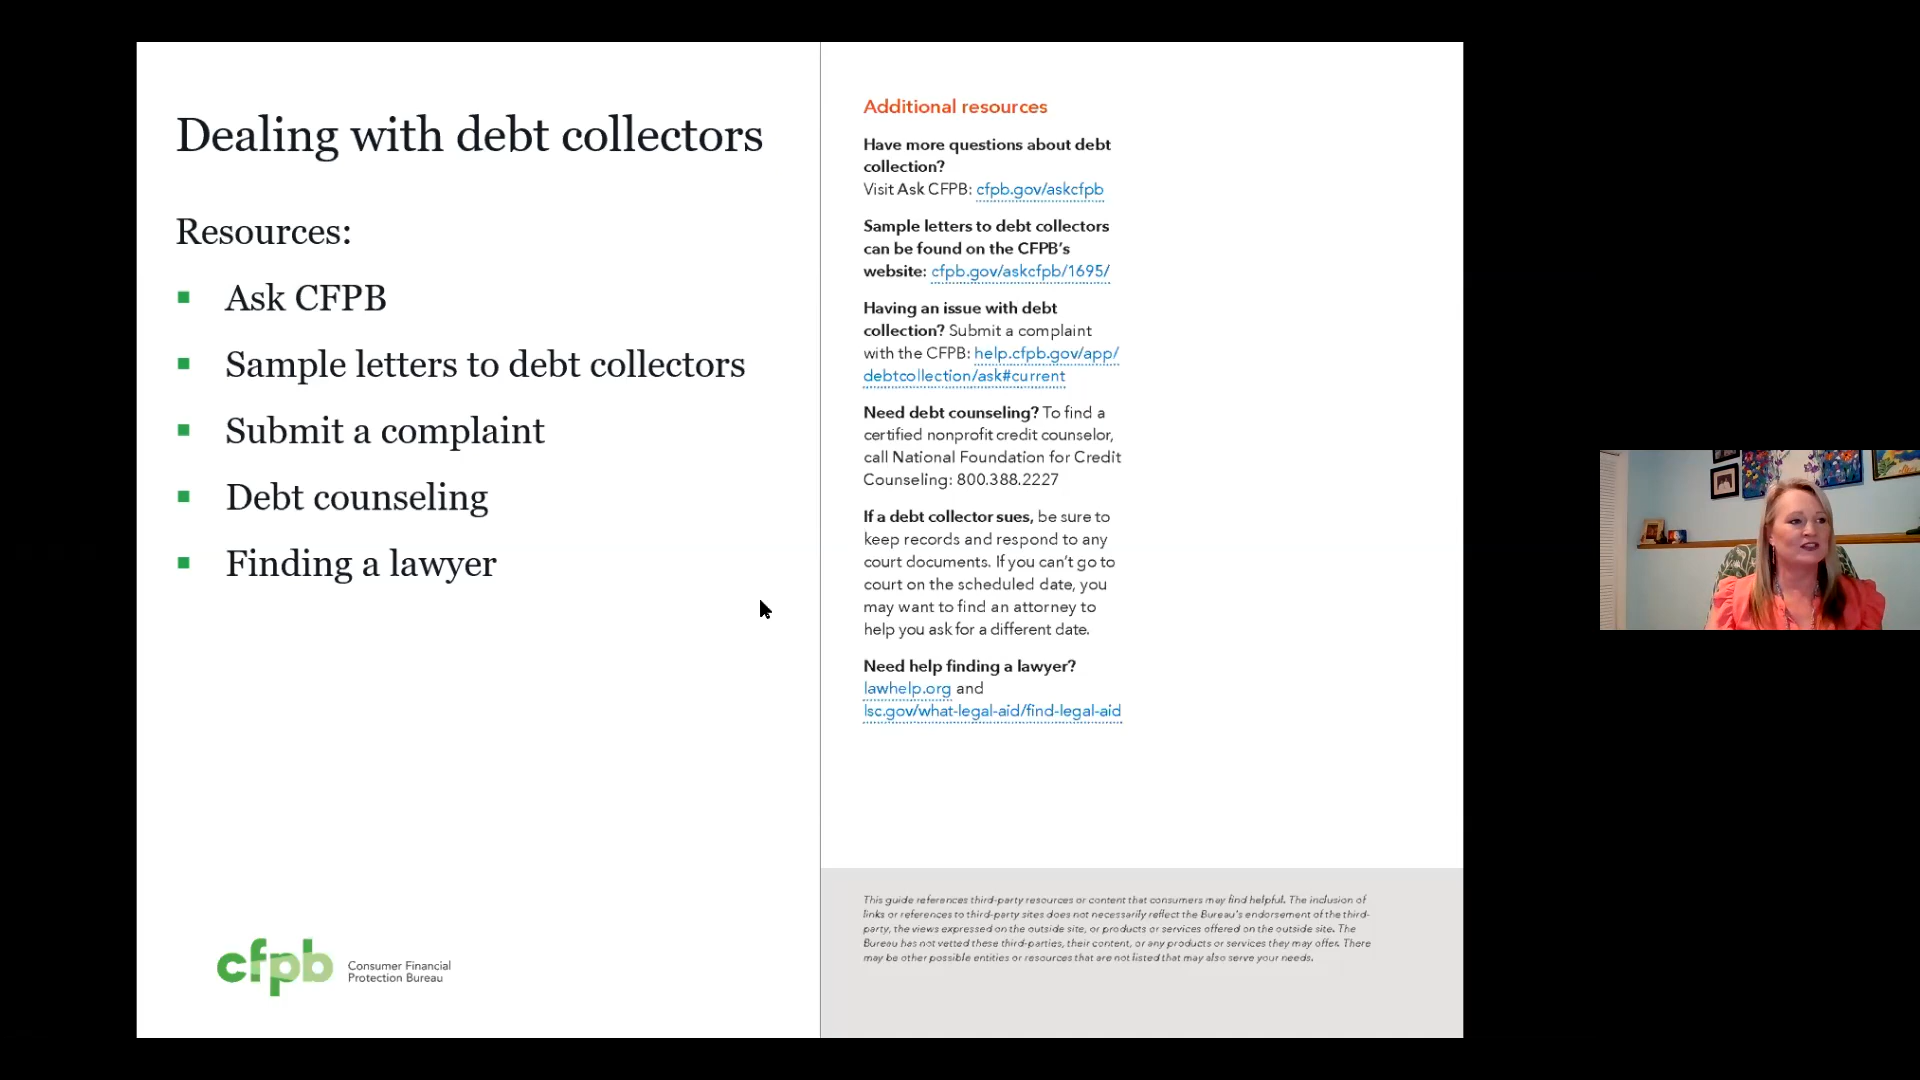 Dealing with debt collectors
Resources:
Ask CFPB
Sample letters to debt collectors
Submit a complaint
Debt counseling
Finding a lawyer
cfpb
Consumer Financial
Protection Bureau
Additional resources
Have more questions about debt
collection?
Visit Ask CFPB: cfpb.gov/askcfpb
Sample letters to debt collectors
can be found on the CFPB's
website: cfpb.gov/askcfpb/1695/
Having an issue with debt
collection? Submit a complaint
with the CFPB: help.cfpb.gov/app/
debtcollection/ask#current
Need debt counseling? To find a
certified nonprofit credit counselor,
call National Foundation for Credit
Counseling: 800.388.2227
If a debt collector sues, be sure to
keep records and respond to any
court documents. If you can't go to
court on the scheduled date, you
may want to find an attorney to
help you ask for a different date.
Need help finding a lawyer?
lawhelp.org and
lsc.gov/what-legal-aid/find-legal-aid
This guide references third-party resources or content that consumers may find helpful. The inclusion of
links or references to third-party sites does not necessarily reflect the Bureau's endorsement of the third-
party, the views expressed on the outside site, or products or services offered on the outside site. The
Bureau has not vetted these third-parties, their content, or any products or services they may offer. There
may be other possible entities or resources that are not listed that may also serve your needs.